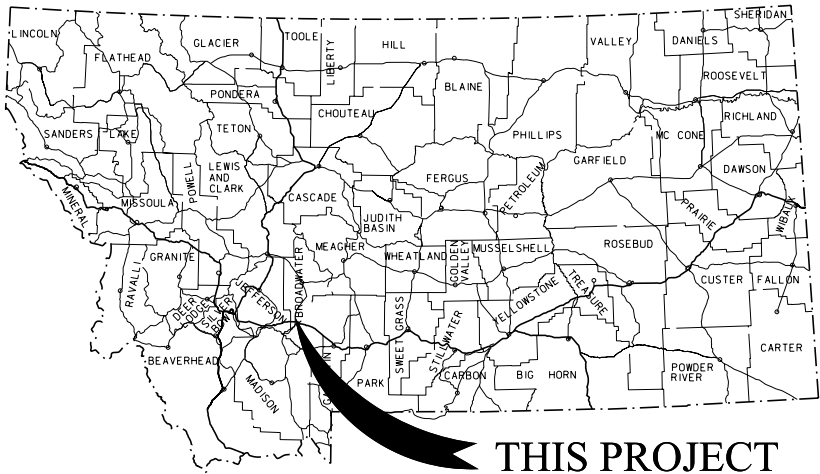 LINCOLN
FLATHEAD
GLACIER
TOOLE
LIBERTY
HILL
BLAINE
VALLEY
DANIELS
SHERIDAN
ROOSEVELT
PONDERA
CHOUTEAU
PHILLIPS
RICHLAND
SANDERS
LAKE
TETON
MC CONE
LEWIS
AND
CLARK
POWELL
CASCADE
FERGUS
PETROLEUM
GARFIELD
DAWSON
MINERAL
MISSOULA
JUDITH
BASIN
PRAIRIE
WIBAUX
MEAGHER
WHEATLAND
GOLDEN
VALLEY
MUSSELSHELL
ROSEBUD
GRANITE
RAVALLI
BROADWATER
JEFFERSON
DEER
LODGE
SILVER
BOW
SWEET GRASS
STILLWATER
YELLOWSTONE
TREASURE
CUSTER
FALLON
BEAVERHEAD
MADISON
PARK
CARBON
BIG HORN
POWDER
RIVER
CARTER
THIS PROJECT